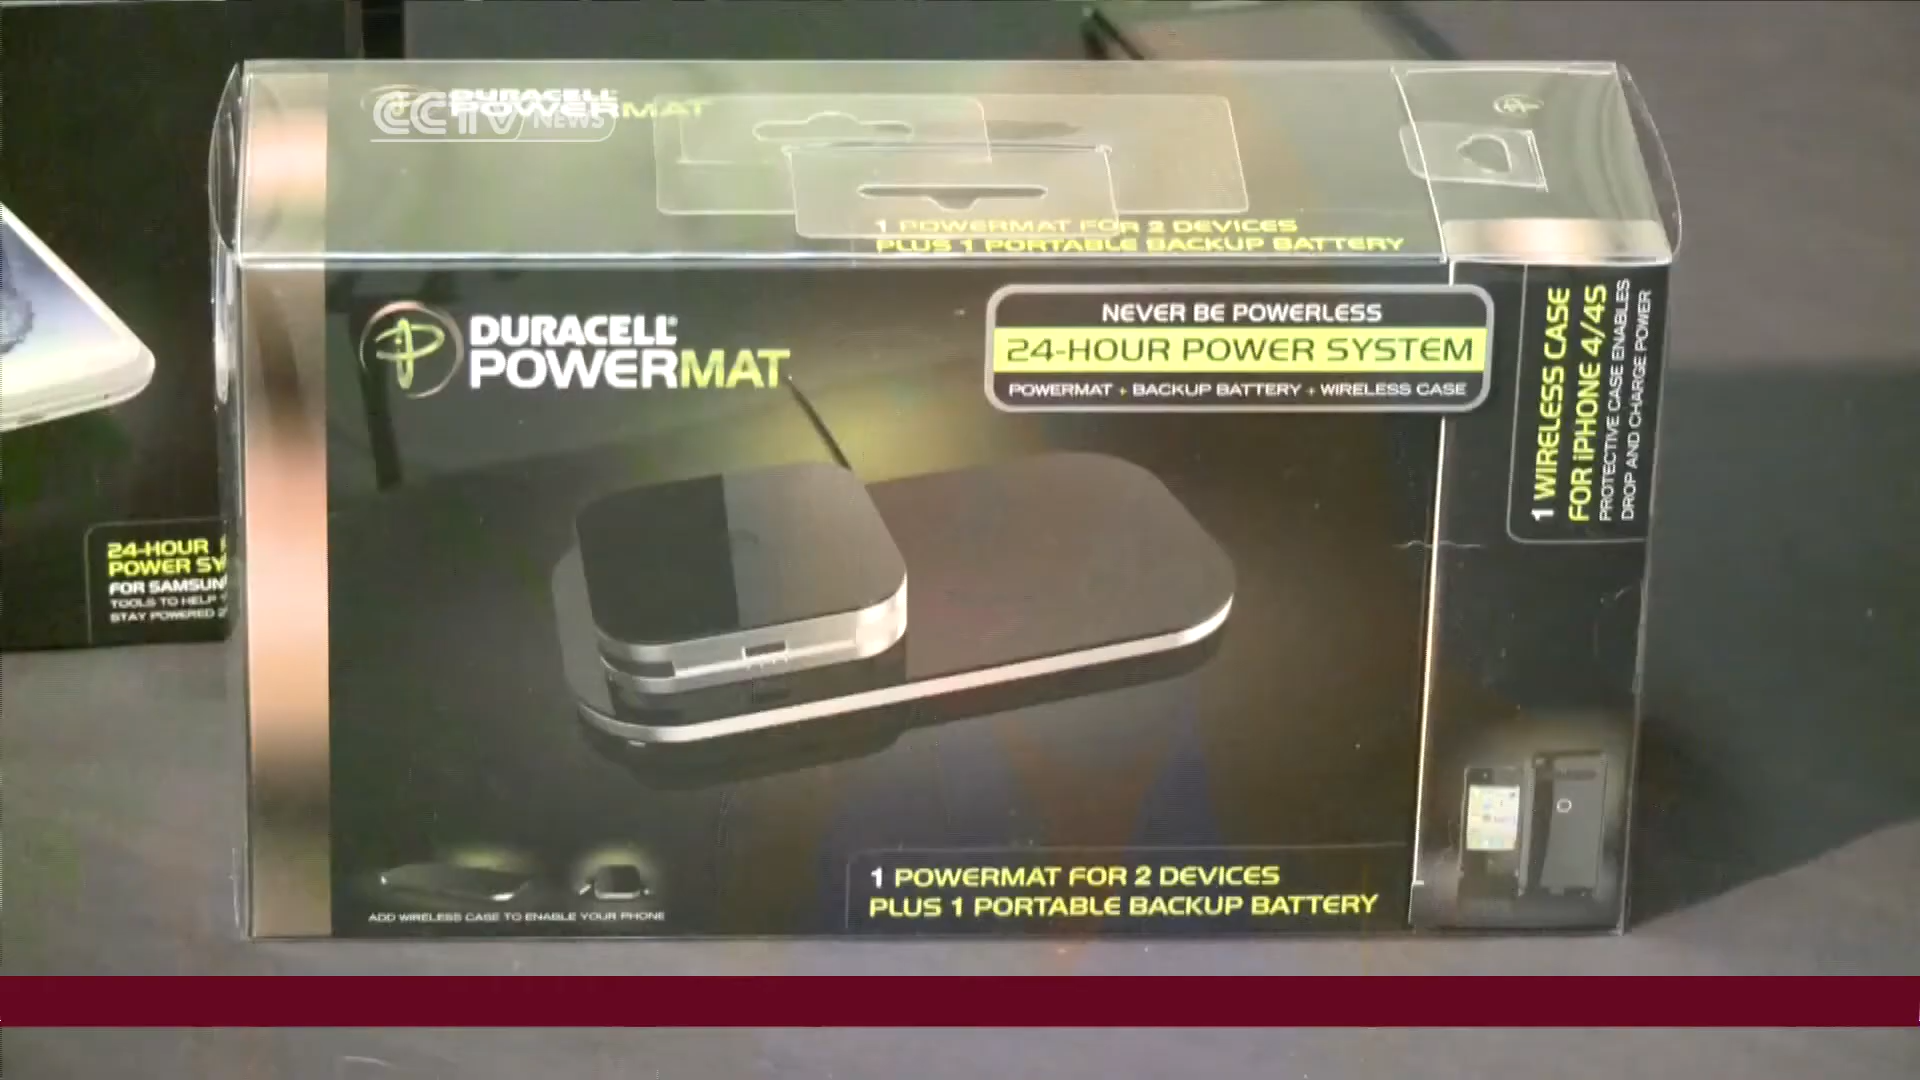 CCTV NEWS
DURACELL
POWERMAT
1 POWERMAT FOR 2 DEVICES
PLUS 1 PORTABLE BACKUP BATTERY
DURACELL
POWERMAT
NEVER BE POWERLESS
24-HOUR POWER SYSTEM
POWERMAT + BACKUP BATTERY + WIRELESS CASE
1 WIRELESS CASE
FOR iPHONE 4/4S
PROTECTIVE CASE ENABLES
DROP AND CHARGE POWER
24-HOUR
POWER SY
FOR SAMSUN
TOOLS TO HELP
STAY POWERED 2
ADD WIRELESS CASE TO ENABLE YOUR PHONE
1 POWERMAT FOR 2 DEVICES
PLUS 1 PORTABLE BACKUP BATTERY